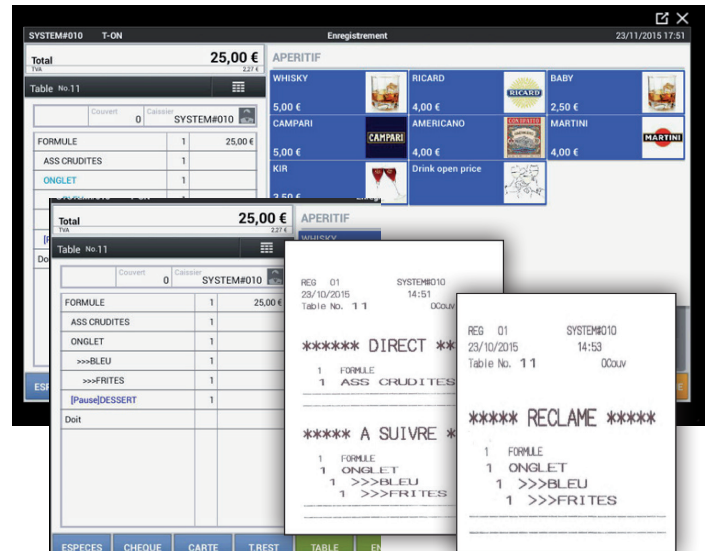 SYSTEM#010 T-ON Enregistrement 23/11/2015 17:51
Total 25,00 €
TVA 2,27 €
Table No.11
Couvert 0 Caissier SYSTEM#010
FORMULE 1 25,00 €
ASS CRUDITES 1
ONGLET 1
APERITIF
WHISKY
5,00 €
RICARD
4,00 €
RICARD
BABY
2,50 €
CAMPARI
5,00 €
CAMPARI
AMERICANO
4,00 €
MARTINI
4,00 €
MARTINI
KIR
3,50 €
Drink open price
Total 25,00 €
TVA 2,27 €
APERITIF
WHISKY
Table No.11
Couvert 0 Caissier SYSTEM#010
FORMULE 1 25,00 €
ASS CRUDITES 1
ONGLET 1
>>>BLEU 1
>>>FRITES 1
[Pause]DESSERT 1
Doit
ESPECES CHEQUE CARTE T.REST TABLE EN
REG 01 SYSTEM#010
23/10/2015 14:51
Table No. 11 0Couv
****** DIRECT **
1 FORMULE
1 ASS CRUDITES
***** A SUIVRE *
1 FORMULE
1 ONGLET
1 >>>BLEU
1 >>>FRITES
REG 01 SYSTEM#010
23/10/2015 14:53
Table No. 11 0Couv
***** RECLAME *****
1 FORMULE
1 ONGLET
1 >>>BLEU
1 >>>FRITES